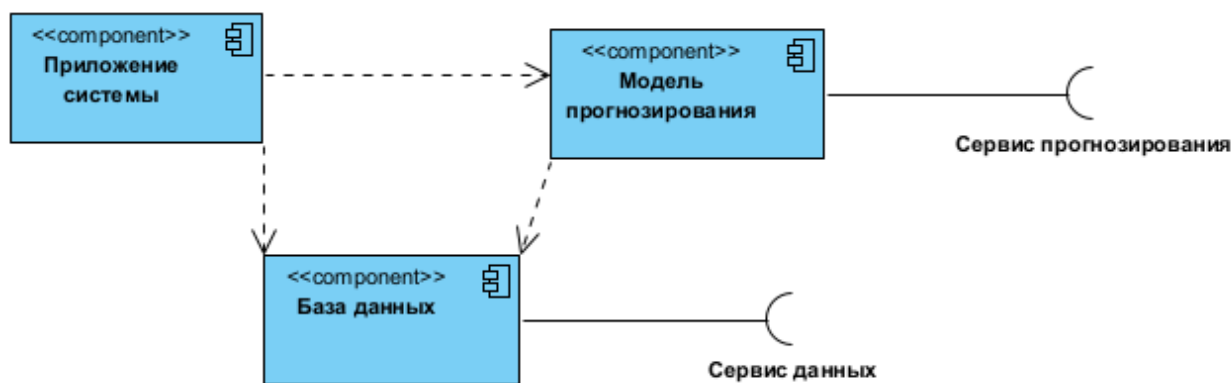 <<component>>
Приложение
системы
<<component>>
Модель
прогнозирования
Сервис прогнозирования
<<component>>
База данных
Сервис данных